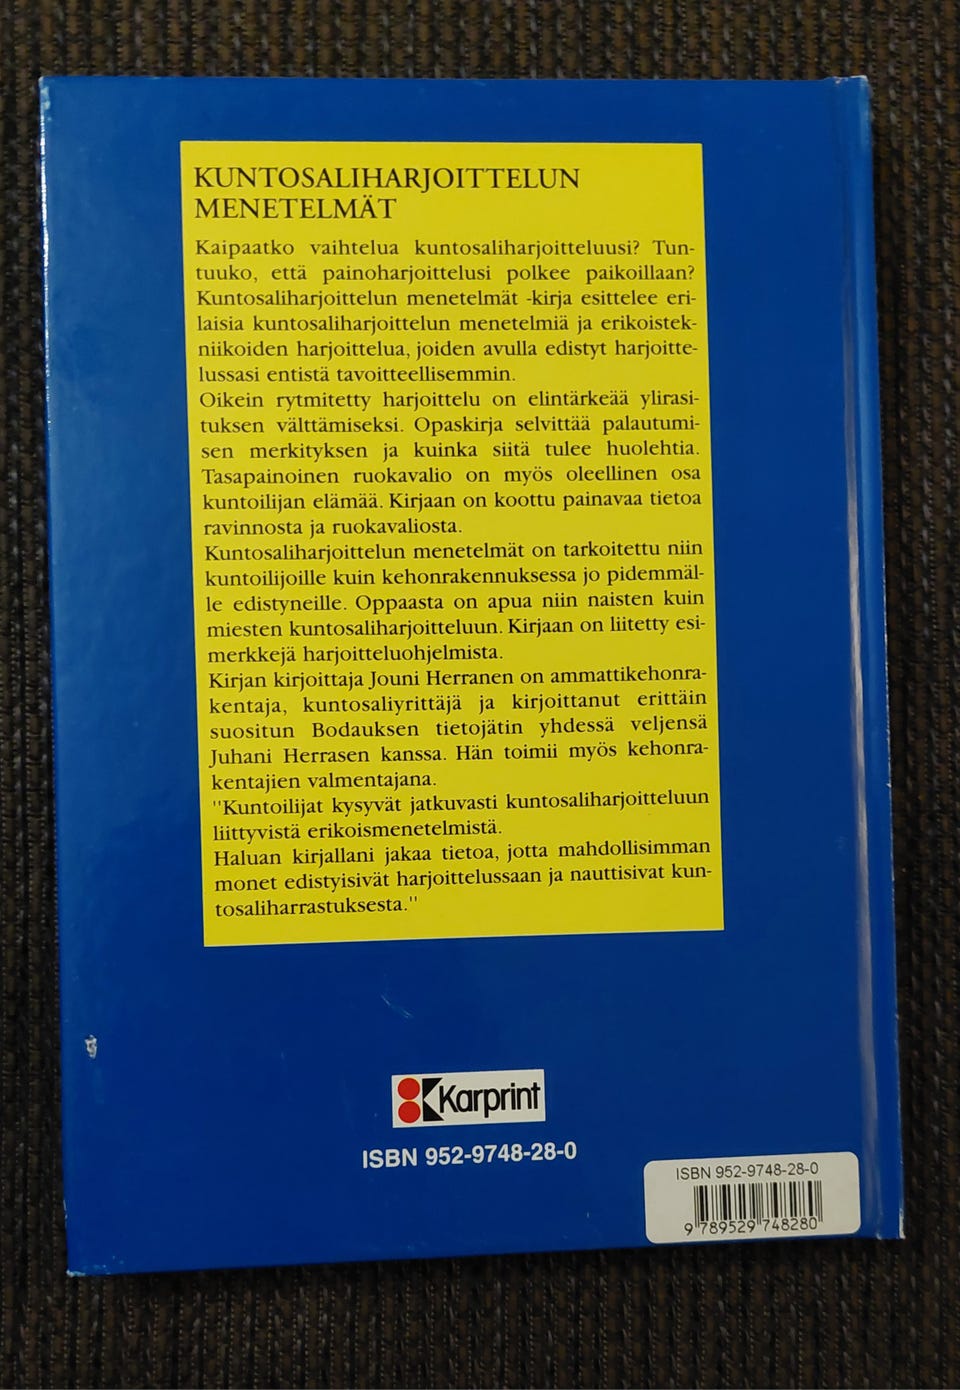 KUNTOSALIHARJOITTELUN
MENETELMÄT
Kaipaatko vaihtelua kuntosaliharjoitteluusi? Tun-
tuuko, että painoharjoittelusi polkee paikoillaan?
Kuntosaliharjoittelun menetelmät -kirja esittelee eri-
laisia kuntosaliharjoittelun menetelmiä ja erikoistek-
niikoiden harjoittelua, joiden avulla edistyt harjoitte-
lussasi entistä tavoitteellisemmin.
Oikein rytmitetty harjoittelu on elintärkeää ylirasi-
tuksen välttämiseksi. Opaskirja selvittää palautumi-
sen merkityksen ja kuinka siitä tulee huolehtia.
Tasapainoinen ruokavalio on myös oleellinen osa
kuntoilijan elämää. Kirjaan on koottu painavaa tietoa
ravinnosta ja ruokavaliosta.
Kuntosaliharjoittelun menetelmät on tarkoitettu niin
kuntoilijoille kuin kehonrakennuksessa jo pidemmäl-
le edistyneille. Oppaasta on apua niin naisten kuin
miesten kuntosaliharjoitteluun. Kirjaan on liitetty esi-
merkkejä harjoitteluohjelmista.
Kirjan kirjoittaja Jouni Herranen on ammattikehonra-
kentaja, kuntosaliyrittäjä ja kirjoittanut erittäin
suositun Bodauksen tietojätin yhdessä veljensä
Juhani Herrasen kanssa. Hän toimii myös kehonra-
kentajien valmentajana.
"Kuntoilijat kysyvät jatkuvasti kuntosaliharjoitteluun
liittyvistä erikoismenetelmistä.
Haluan kirjallani jakaa tietoa, jotta mahdollisimman
monet edistyisivät harjoittelussaan ja nauttisivat kun-
tosaliharrastuksesta."
Karprint
ISBN 952-9748-28-0
ISBN 952-9748-28-0
9 789529 748280